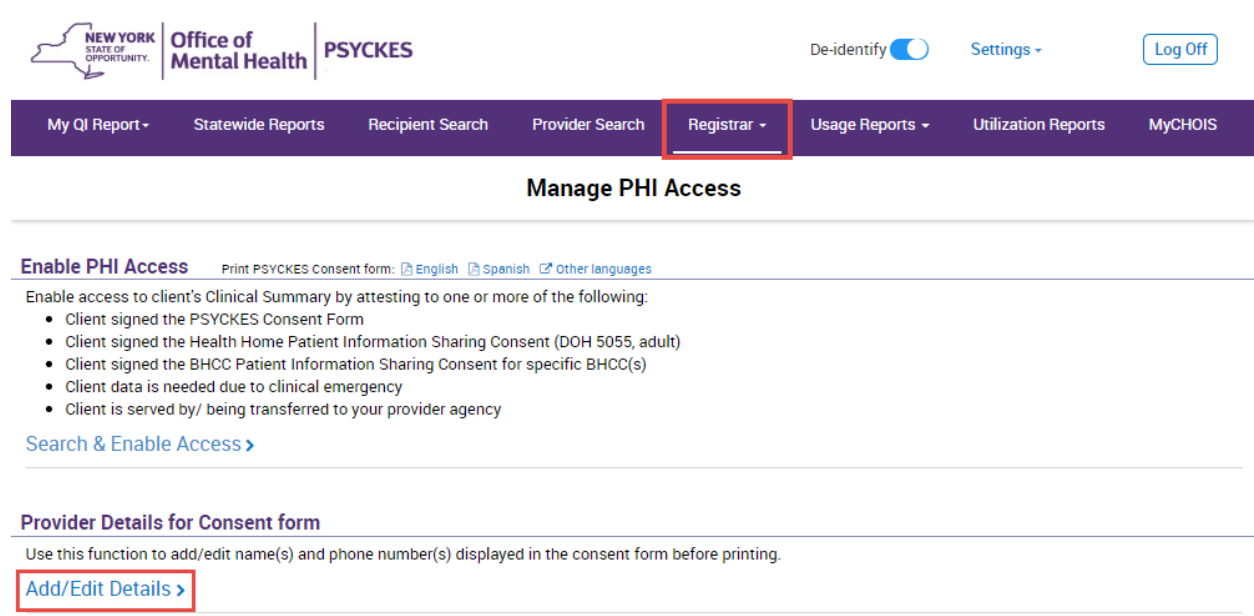 NEW YORK
STATE OF
OPPORTUNITY.
Office of
Mental Health
PSYCKES
De-identify
Settings
Log Off
My QI Report
Statewide Reports
Recipient Search
Provider Search
Registrar
Usage Reports
Utilization Reports
MyCHOIS
Manage PHI Access
Enable PHI Access Print PSYCKES Consent form: English Spanish Other languages
Enable access to client's Clinical Summary by attesting to one or more of the following:
• Client signed the PSYCKES Consent Form
• Client signed the Health Home Patient Information Sharing Consent (DOH 5055, adult)
• Client signed the BHCC Patient Information Sharing Consent for specific BHCC(s)
• Client data is needed due to clinical emergency
• Client is served by/ being transferred to your provider agency
Search & Enable Access >
Provider Details for Consent form
Use this function to add/edit name(s) and phone number(s) displayed in the consent form before printing.
Add/Edit Details >